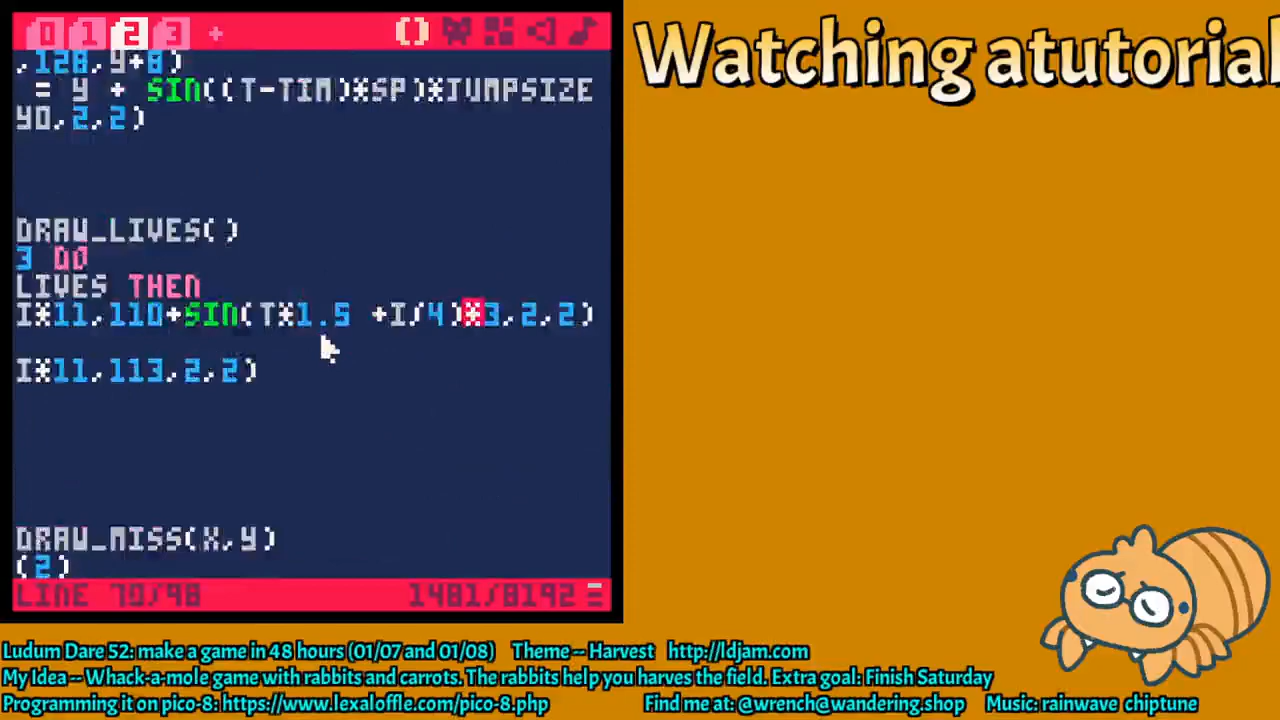 0 1 2 3 +
,128,Y+8)
= Y + SIN((T-TIM)*SP)*JUMPSIZE
YO,2,2)
DRAW_LIVES()
3 DO
LIVES THEN
I*11,110+SIN(T*1.5 +I/4)*3,2,2)
I*11,113,2,2)
DRAW_MISS(X,Y)
(2)
LINE 70/98 1481/8192
Watching atutorial
Ludum Dare 52: make a game in 48 hours (01/07 and 01/08) Theme -- Harvest http://ldjam.com
My Idea -- Whack-a-mole game with rabbits and carrots. The rabbits help you harves the field. Extra goal: Finish Saturday
Programming it on pico-8: https://www.lexaloffle.com/pico-8.php Find me at: @wrench@wandering.shop Music: rainwave chiptune